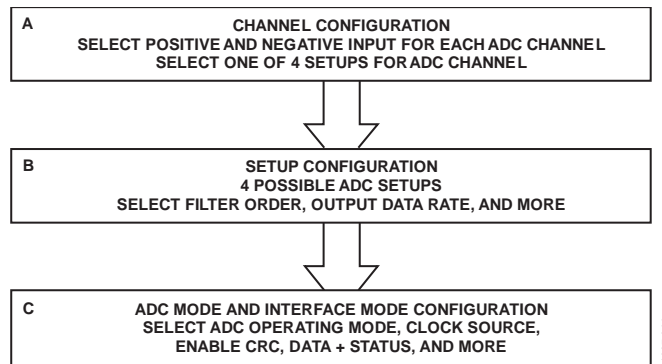 A
CHANNEL CONFIGURATION
SELECT POSITIVE AND NEGATIVE INPUT FOR EACH ADC CHANNEL
SELECT ONE OF 4 SETUPS FOR ADC CHANNEL
B
SETUP CONFIGURATION
4 POSSIBLE ADC SETUPS
SELECT FILTER ORDER, OUTPUT DATA RATE, AND MORE
C
ADC MODE AND INTERFACE MODE CONFIGURATION
SELECT ADC OPERATING MODE, CLOCK SOURCE,
ENABLE CRC, DATA + STATUS, AND MORE